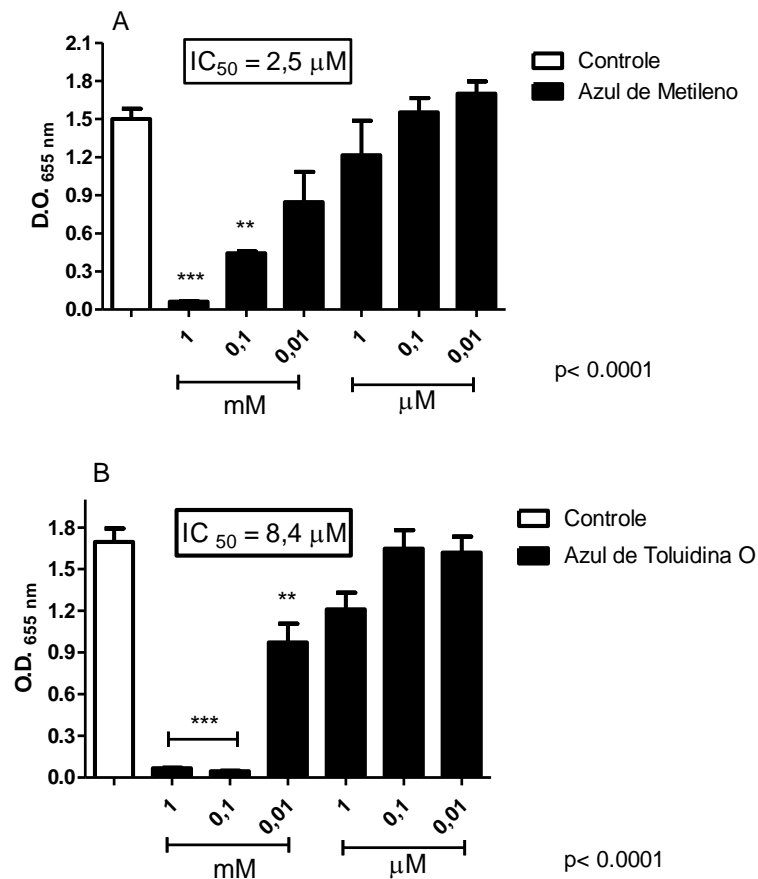 A
IC50 = 2,5 μM
Controle
Azul de Metileno
D.O. 655 nm
2.1
1.8
1.5
1.2
0.9
0.6
0.3
0.0
***
**
1
0,1
0,01
1
0,1
0,01
mM
μM
p< 0.0001
B
IC 50 = 8,4 μM
Controle
Azul de Toluidina O
O.D. 655 nm
1.8
1.5
1.2
0.9
0.6
0.3
0.0
***
**
1
0,1
0,01
1
0,1
0,01
mM
μM
p< 0.0001